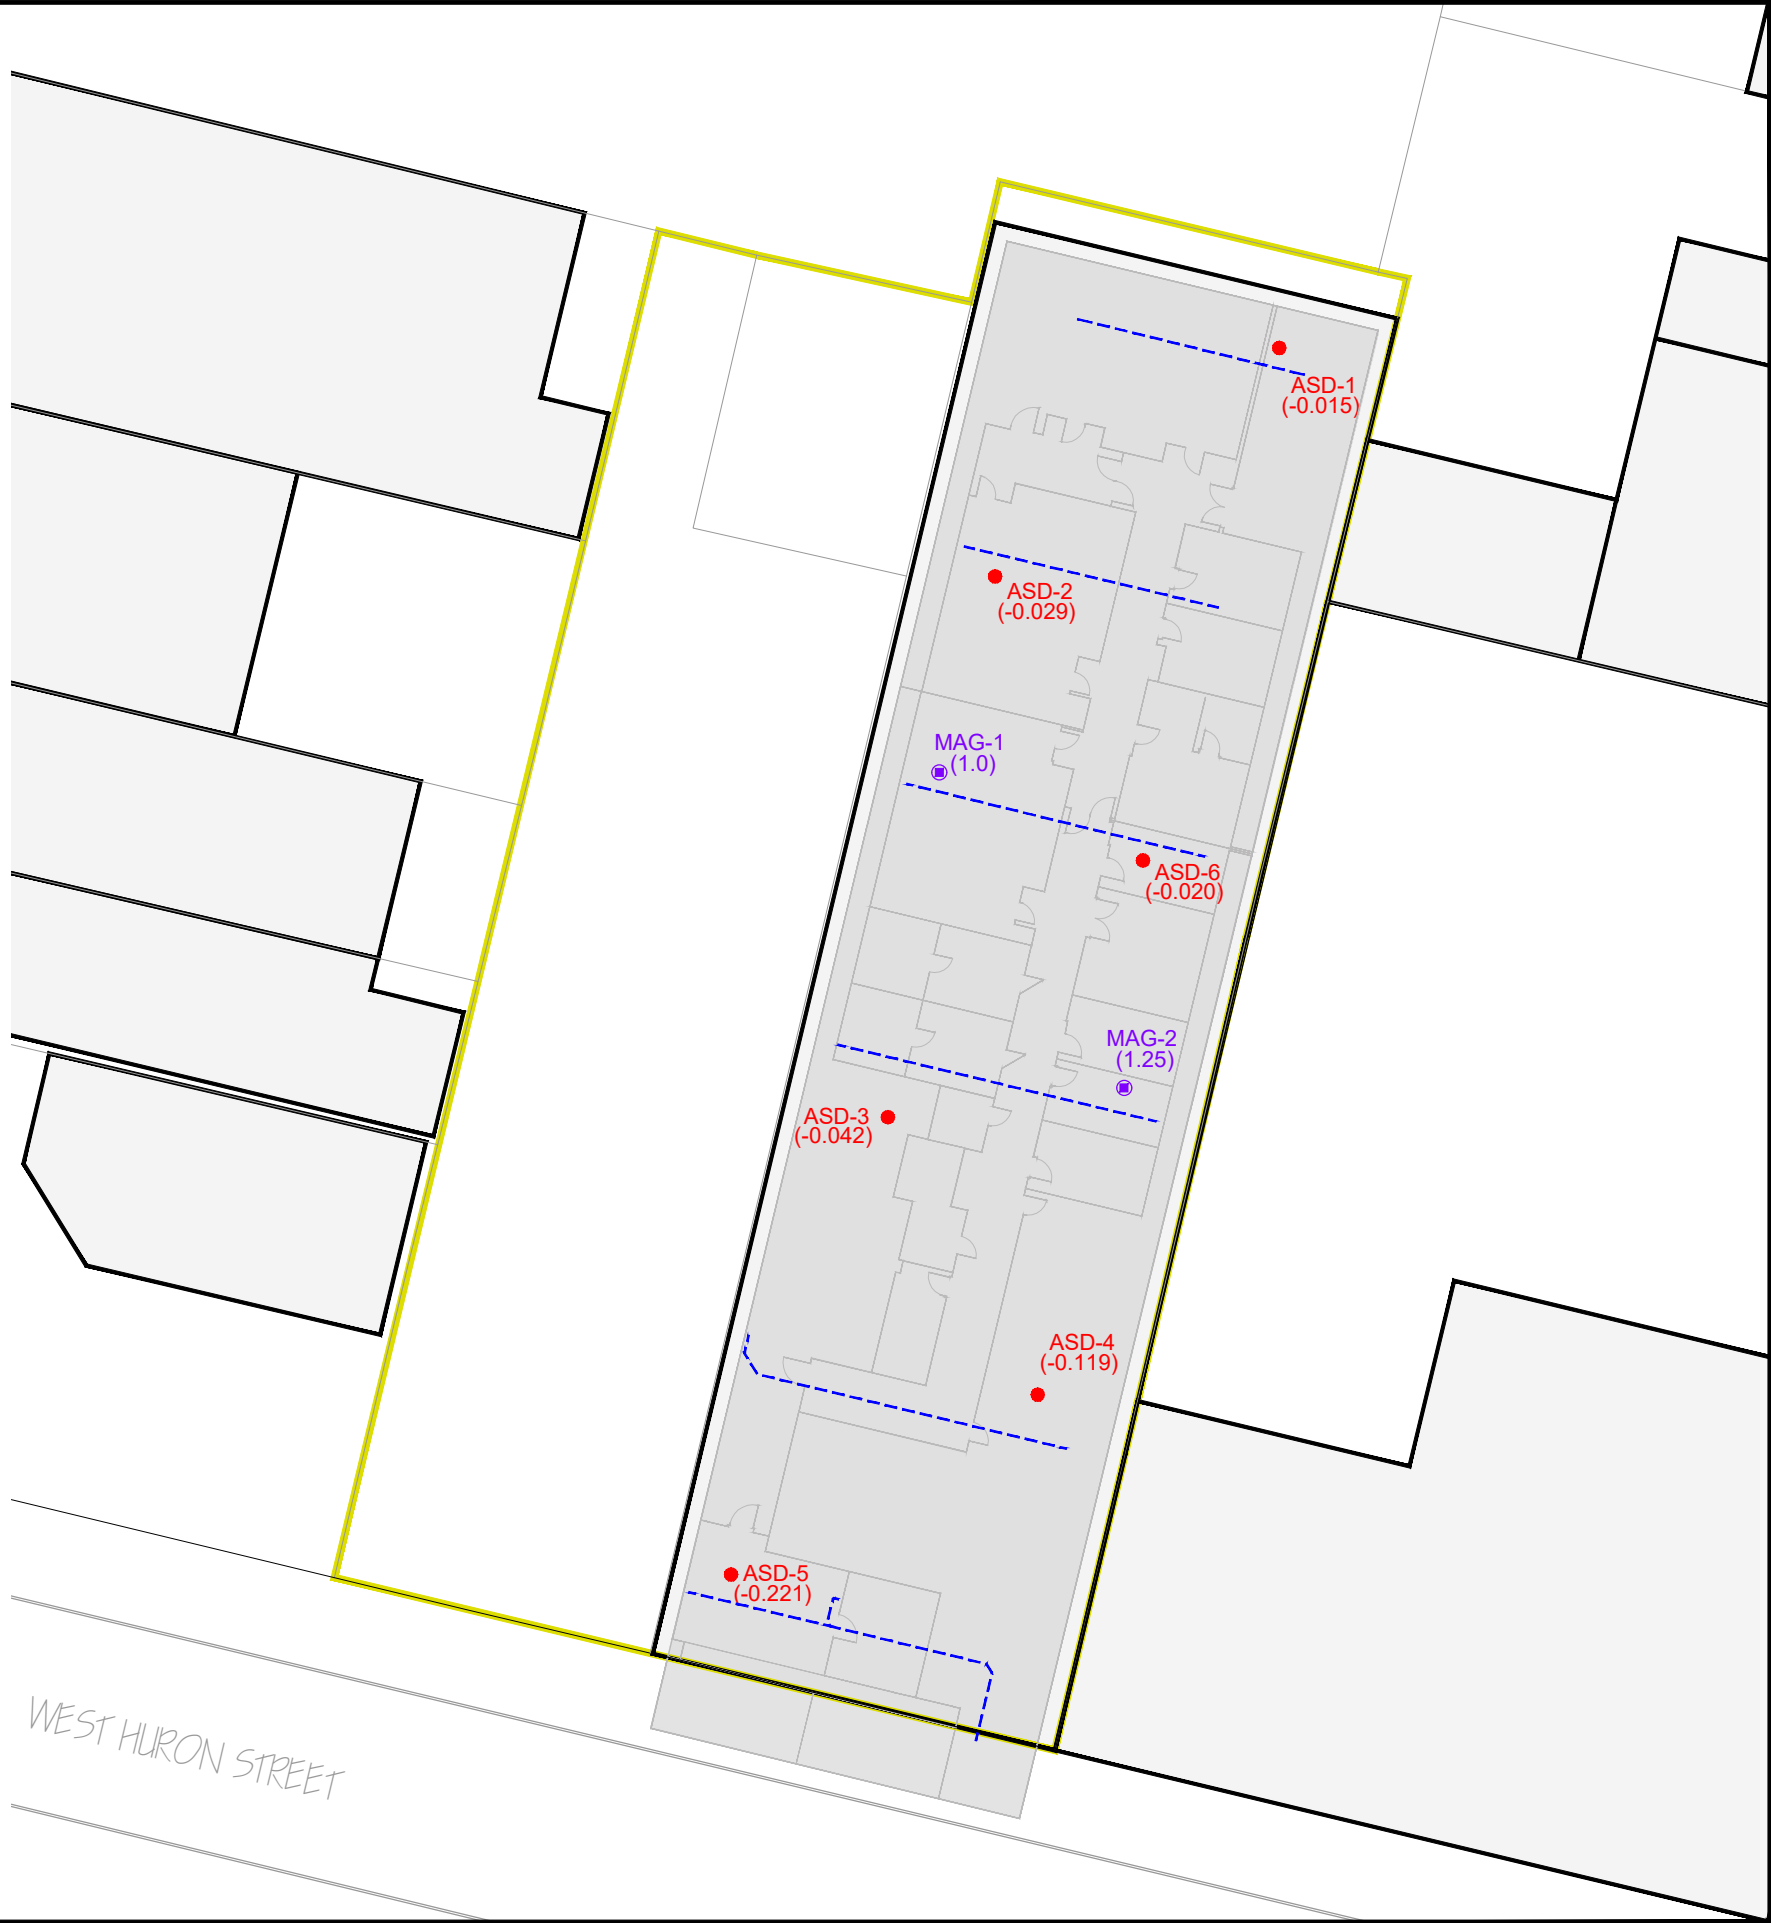 ASD-1
(-0.015)
ASD-2
(-0.029)
MAG-1
(1.0)
ASD-6
(-0.020)
MAG-2
(1.25)
ASD-3
(-0.042)
ASD-4
(-0.119)
ASD-5
(-0.221)
WEST HURON STREET